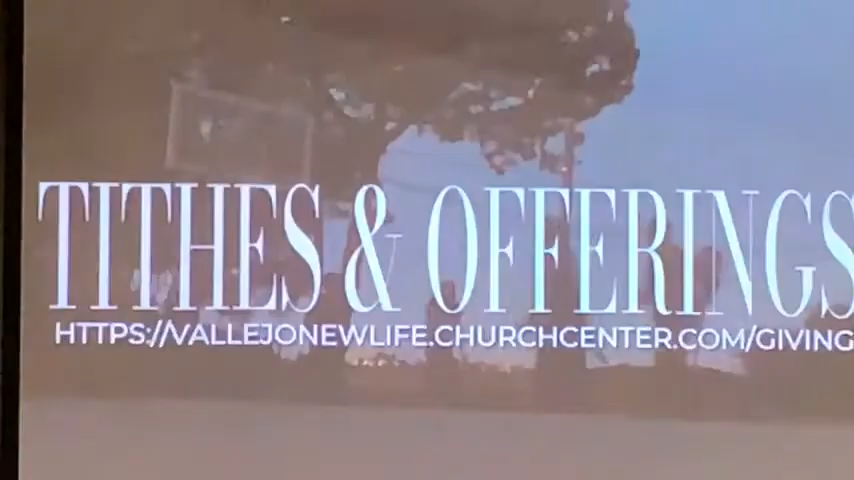 TITHES & OFFERINGS
HTTPS://VALLEJONEWLIFE.CHURCHCENTER.COM/GIVING